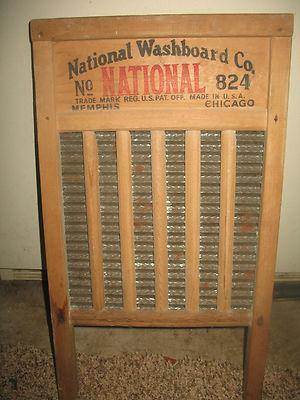 National Washboard Co.
No NATIONAL 824
TRADE MARK REG. U.S. PAT. OFF. MADE IN U.S.A.
MEMPHIS CHICAGO